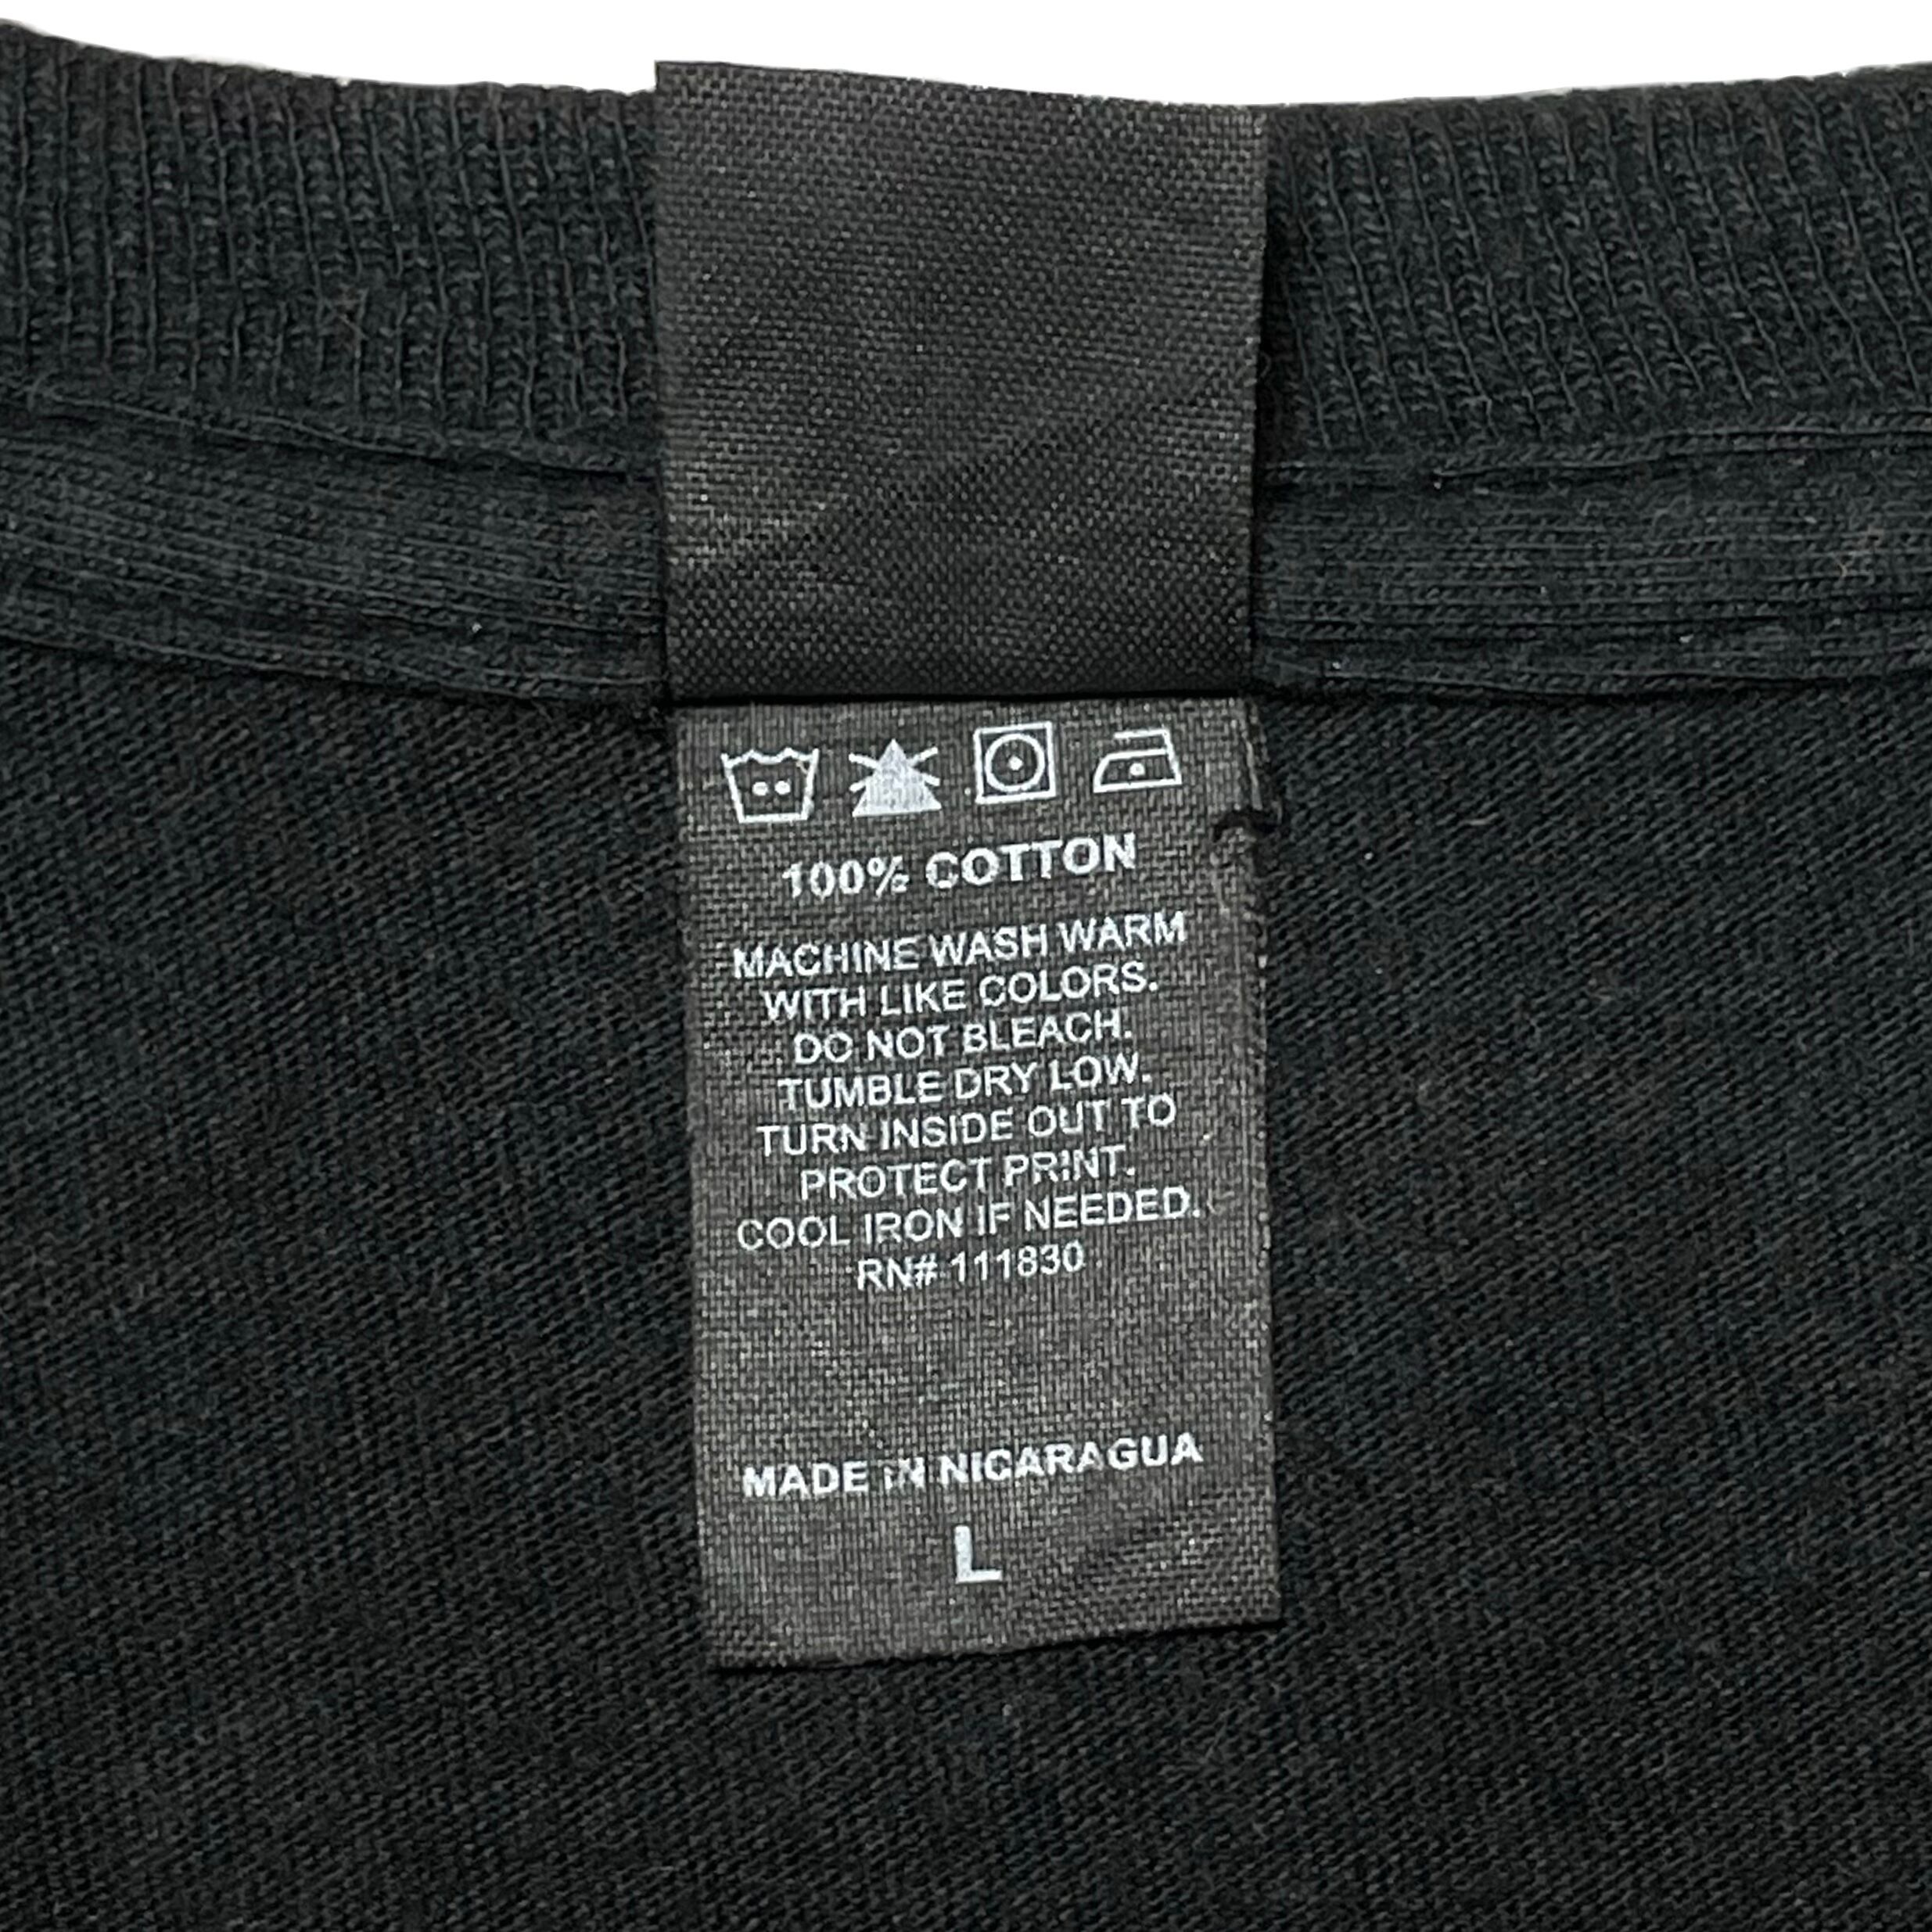 100% COTTON
MACHINE WASH WARM
WITH LIKE COLORS.
DO NOT BLEACH.
TUMBLE DRY LOW.
TURN INSIDE OUT TO
PROTECT PRINT.
COOL IRON IF NEEDED.
RN# 111830
MADE IN NICARAGUA
L